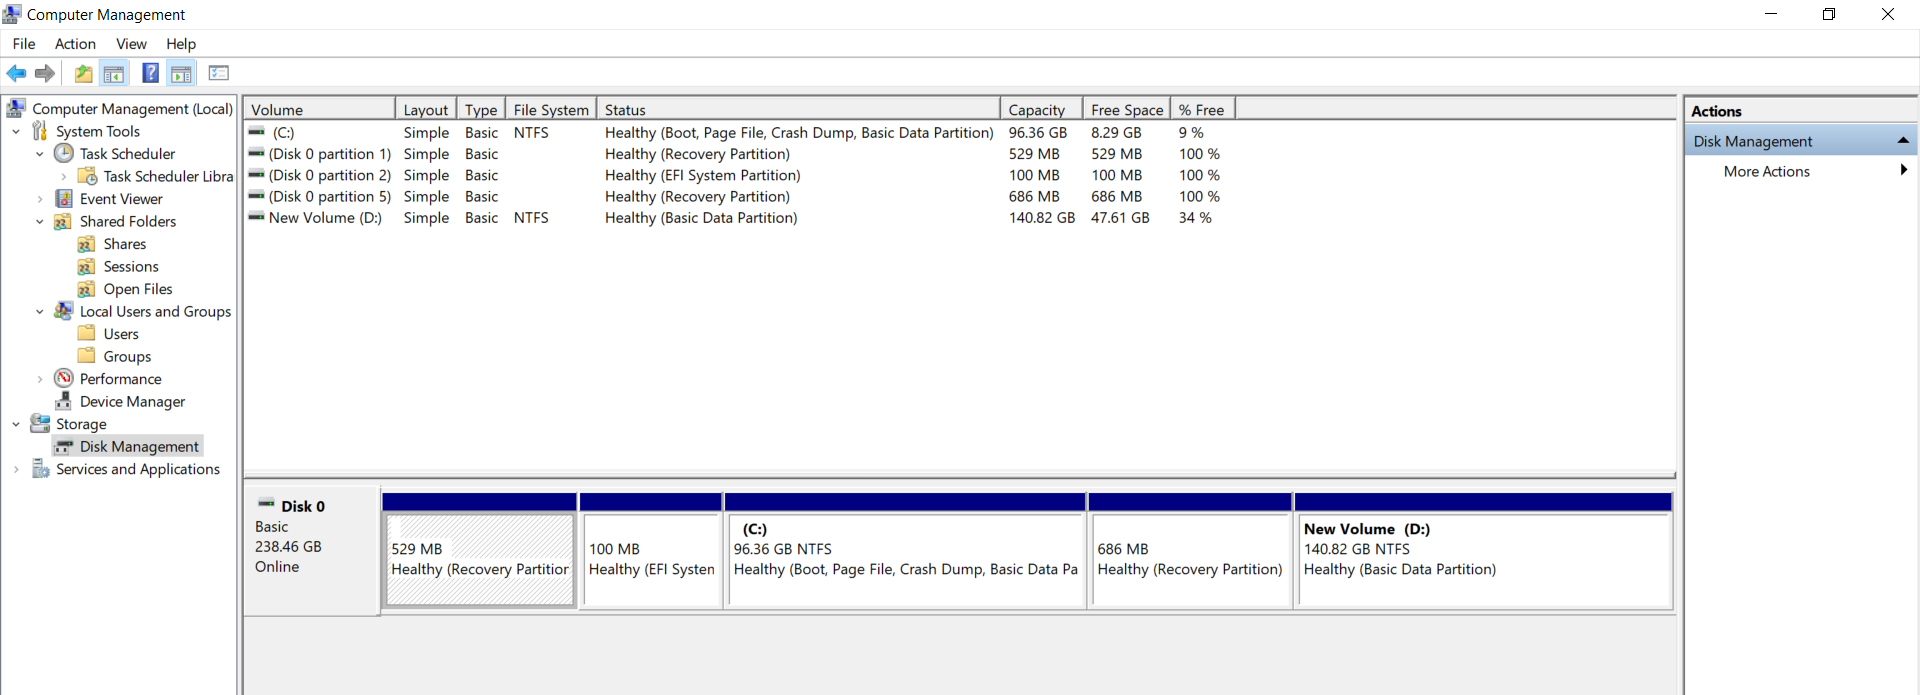 Computer Management
File Action View Help
Computer Management (Local)
System Tools
Task Scheduler
Task Scheduler Libra
Event Viewer
Shared Folders
Shares
Sessions
Open Files
Local Users and Groups
Users
Groups
Performance
Device Manager
Storage
Disk Management
Services and Applications
Volume Layout Type File System Status Capacity Free Space % Free
(C:) Simple Basic NTFS Healthy (Boot, Page File, Crash Dump, Basic Data Partition) 96.36 GB 8.29 GB 9 %
(Disk 0 partition 1) Simple Basic Healthy (Recovery Partition) 529 MB 529 MB 100 %
(Disk 0 partition 2) Simple Basic Healthy (EFI System Partition) 100 MB 100 MB 100 %
(Disk 0 partition 5) Simple Basic Healthy (Recovery Partition) 686 MB 686 MB 100 %
New Volume (D:) Simple Basic NTFS Healthy (Basic Data Partition) 140.82 GB 47.61 GB 34 %
Disk 0
Basic
238.46 GB
Online
529 MB
Healthy (Recovery Partitior
100 MB
Healthy (EFI Systen
(C:)
96.36 GB NTFS
Healthy (Boot, Page File, Crash Dump, Basic Data Pa
686 MB
Healthy (Recovery Partition)
New Volume (D:)
140.82 GB NTFS
Healthy (Basic Data Partition)
Actions
Disk Management
More Actions